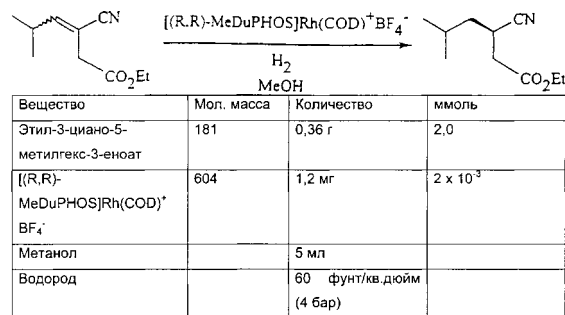 CN
CO₂Et
[(R.R)-MeDuPHOS]Rh(COD)⁺BF₄⁻
H₂
MeOH
CN
CO₂Et
Вещество Мол. масса Количество ммоль
Этил-3-циано-5-
метилгекс-3-еноат 181 0,36 г 2,0
[(R,R)- 604 1,2 мг 2 x 10⁻³
MeDuPHOS]Rh(COD)⁺
BF₄⁻
Метанол 5 мл
Водород 60 фунт/кв.дюйм
(4 бар)